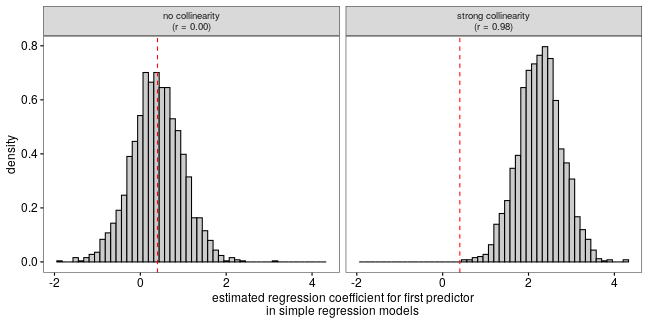 no collinearity
(r = 0.00)
strong collinearity
(r = 0.98)
density
0.8
0.6
0.4
0.2
0.0
-2
0
2
4
-2
0
2
4
estimated regression coefficient for first predictor
in simple regression models